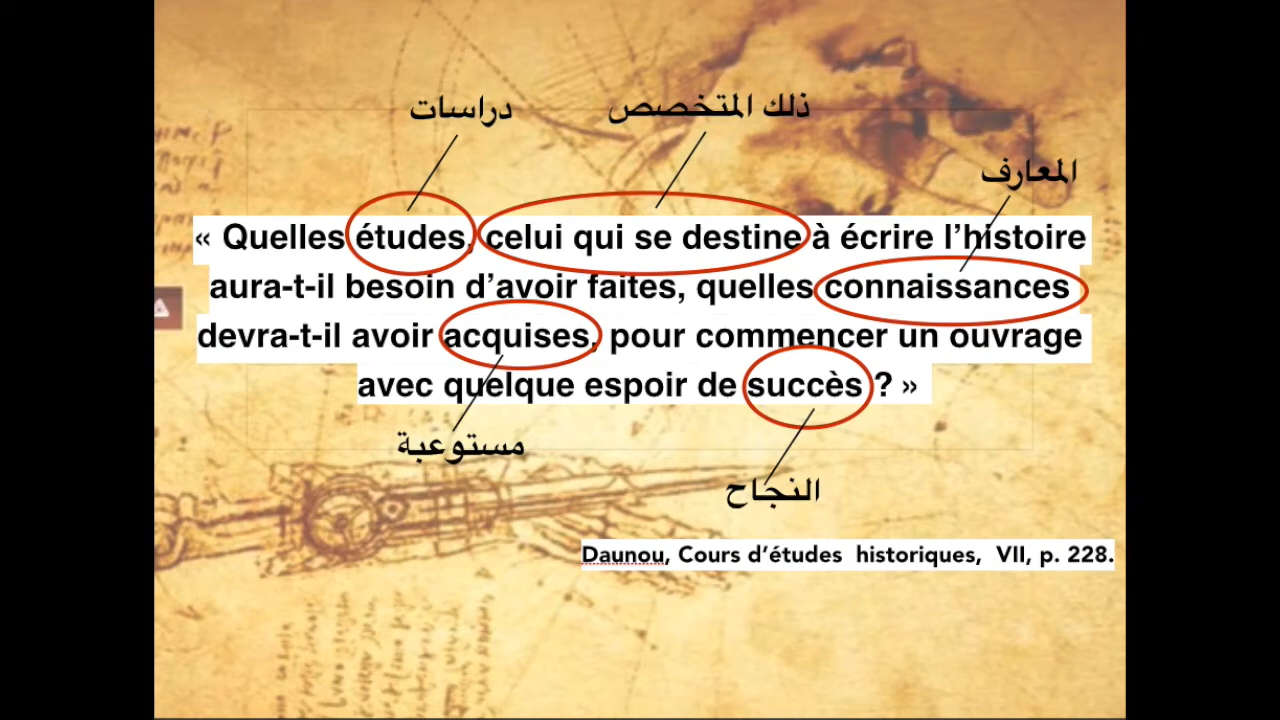 دراسات
ذلك المتخصص
المعارف
« Quelles études, celui qui se destine à écrire l’histoire
aura-t-il besoin d’avoir faites, quelles connaissances
devra-t-il avoir acquises, pour commencer un ouvrage
avec quelque espoir de succès ? »
مستوعبة
النجاح
Daunou, Cours d’études historiques, VII, p. 228.